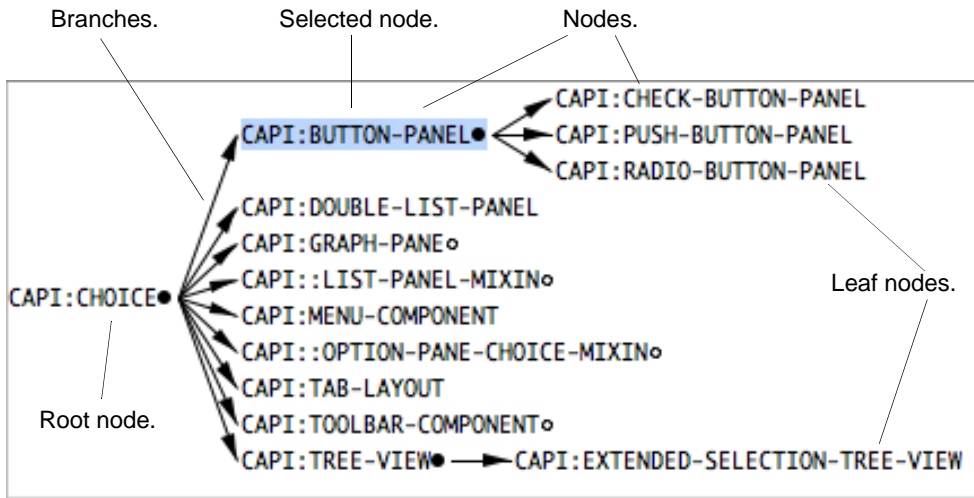 Branches. Selected node. Nodes.
CAPI:CHECK-BUTTON-PANEL
CAPI:BUTTON-PANEL CAPI:PUSH-BUTTON-PANEL
CAPI:RADIO-BUTTON-PANEL
CAPI:DOUBLE-LIST-PANEL
CAPI:GRAPH-PANE
CAPI::LIST-PANEL-MIXIN
Leaf nodes.
CAPI:CHOICE
CAPI:MENU-COMPONENT
CAPI::OPTION-PANE-CHOICE-MIXIN
CAPI:TAB-LAYOUT
Root node.
CAPI:TOOLBAR-COMPONENT
CAPI:TREE-VIEW CAPI:EXTENDED-SELECTION-TREE-VIEW